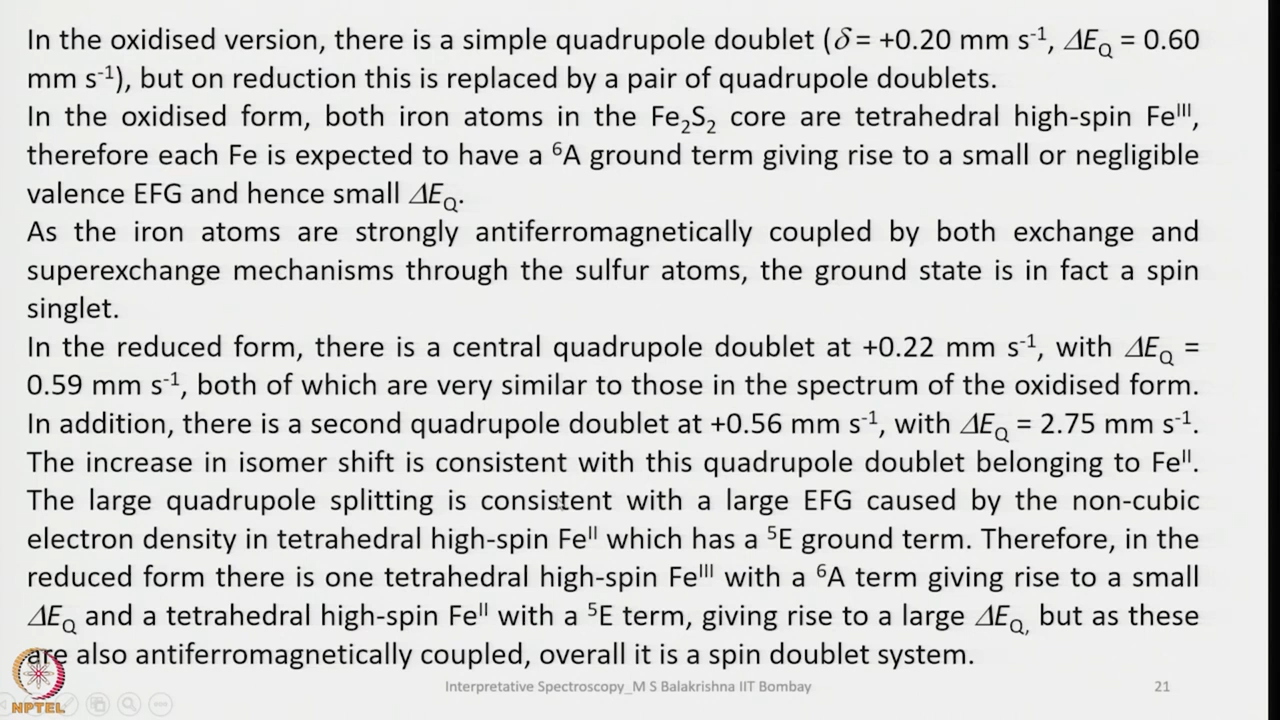 In the oxidised version, there is a simple quadrupole doublet (δ = +0.20 mm s⁻¹, ΔE_Q = 0.60
mm s⁻¹), but on reduction this is replaced by a pair of quadrupole doublets.
In the oxidised form, both iron atoms in the Fe₂S₂ core are tetrahedral high-spin Feᴵᴵᴵ,
therefore each Fe is expected to have a ⁶A ground term giving rise to a small or negligible
valence EFG and hence small ΔE_Q.
As the iron atoms are strongly antiferromagnetically coupled by both exchange and
superexchange mechanisms through the sulfur atoms, the ground state is in fact a spin
singlet.
In the reduced form, there is a central quadrupole doublet at +0.22 mm s⁻¹, with ΔE_Q =
0.59 mm s⁻¹, both of which are very similar to those in the spectrum of the oxidised form.
In addition, there is a second quadrupole doublet at +0.56 mm s⁻¹, with ΔE_Q = 2.75 mm s⁻¹.
The increase in isomer shift is consistent with this quadrupole doublet belonging to Feᴵᴵ.
The large quadrupole splitting is consistent with a large EFG caused by the non-cubic
electron density in tetrahedral high-spin Feᴵᴵ which has a ⁵E ground term. Therefore, in the
reduced form there is one tetrahedral high-spin Feᴵᴵᴵ with a ⁶A term giving rise to a small
ΔE_Q and a tetrahedral high-spin Feᴵᴵ with a ⁵E term, giving rise to a large ΔE_Q, but as these
are also antiferromagnetically coupled, overall it is a spin doublet system.
Interpretative Spectroscopy_M S Balakrishna IIT Bombay
21
NPTEL